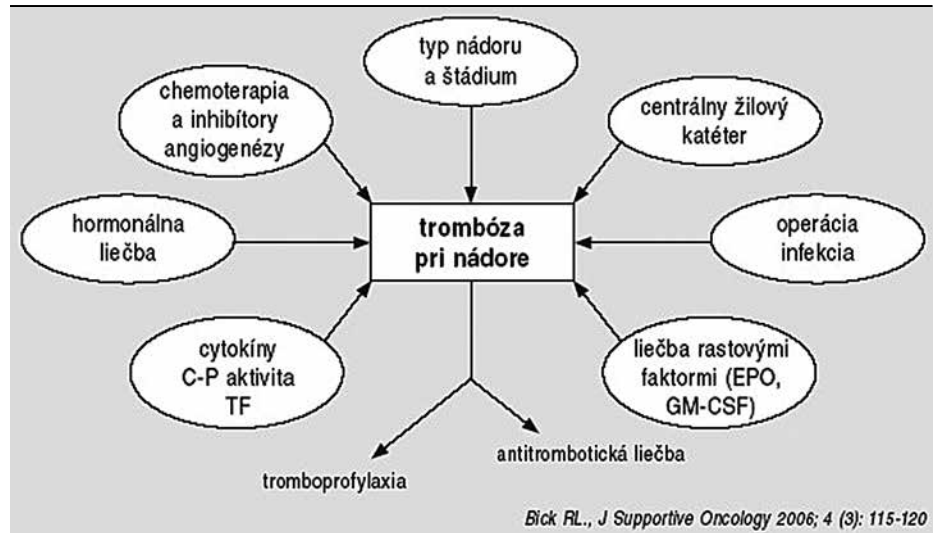 typ nádoru
a štádium
chemoterapia
a inhibítory
angiogenézy
centrálny žilový
katéter
hormonálna
liečba
trombóza
pri nádore
operácia
infekcia
cytokíny
C-P aktivita
TF
liečba rastovými
faktormi (EPO,
GM-CSF)
tromboprofylaxia
antitrombotická liečba
Bick RL., J Supportive Oncology 2006; 4 (3): 115-120